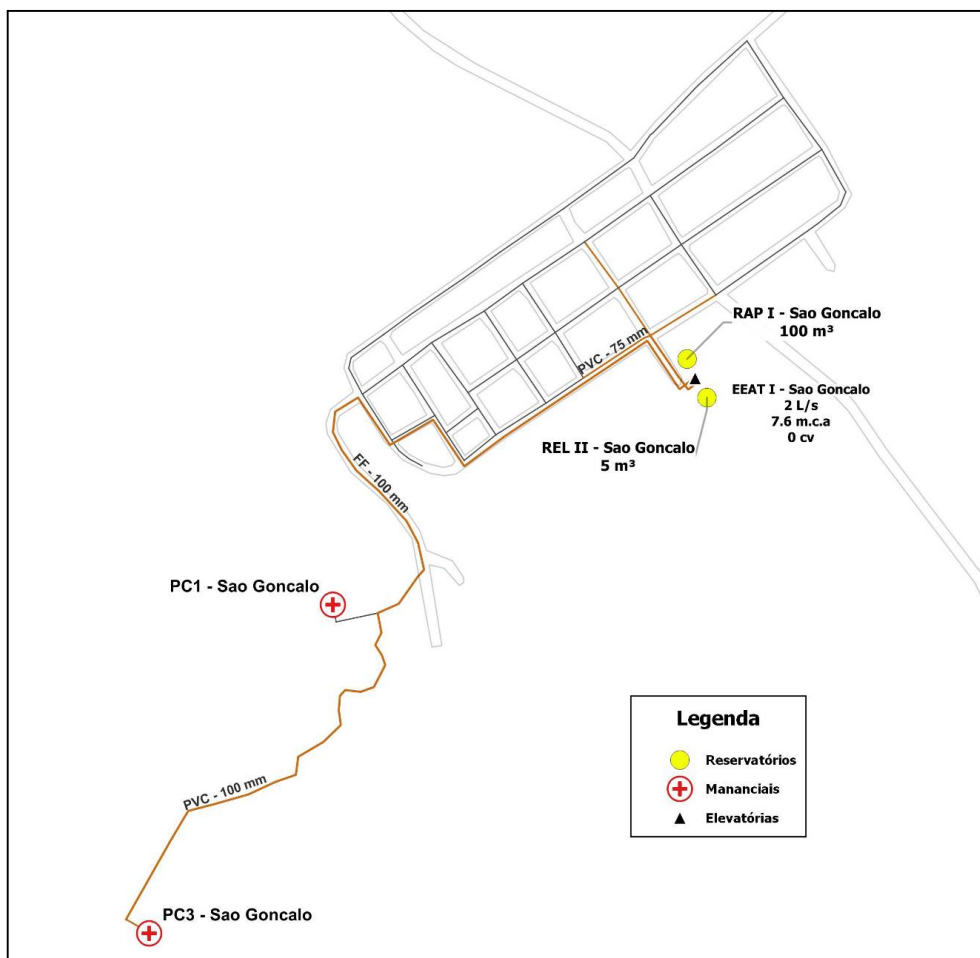 RAP I - Sao Goncalo
100 m³
PVC - 75 mm
EEAT I - Sao Goncalo
2 L/s
7.6 m.c.a
0 cv
REL II - Sao Goncalo
5 m³
FF - 100 mm
PC1 - Sao Goncalo
PVC - 100 mm
PC3 - Sao Goncalo
Legenda
Reservatórios
Mananciais
Elevatórias